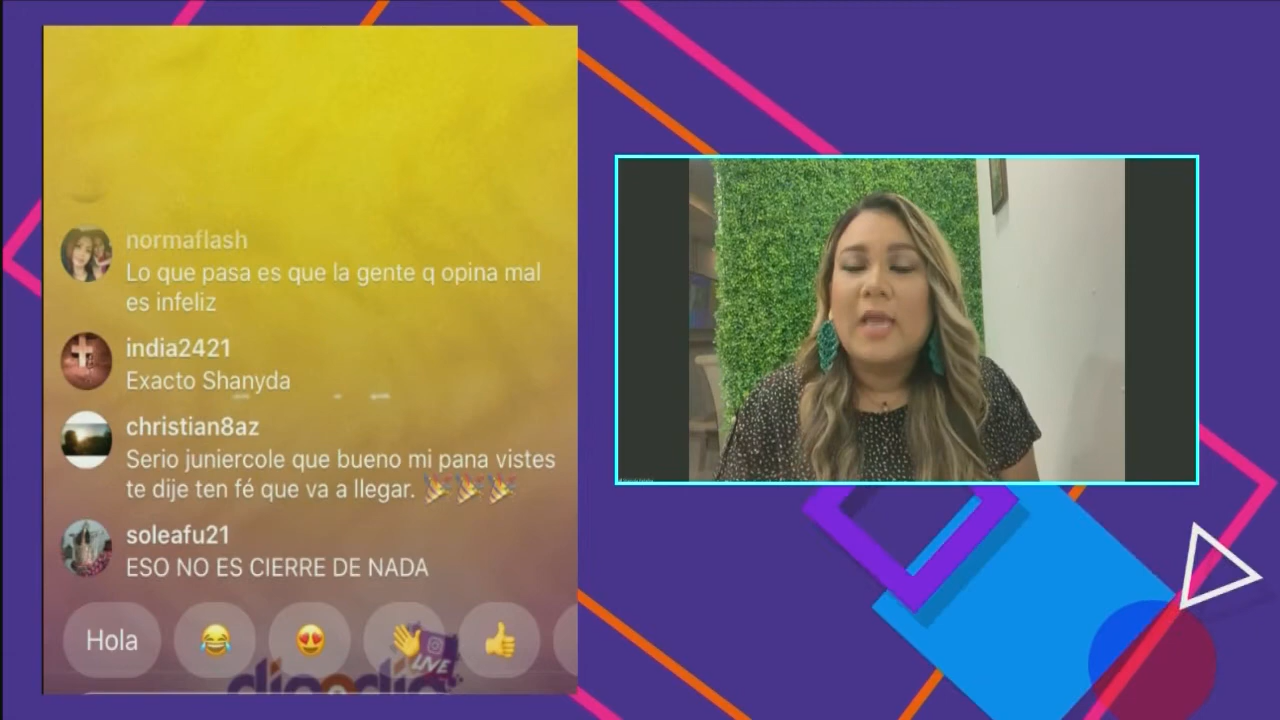 normaflash
Lo que pasa es que la gente q opina mal
es infeliz
india2421
Exacto Shanyda
christian8az
Serio juniercole que bueno mi pana vistes
te dije ten fé que va a llegar. 🎉🎉🎉
soleafu21
ESO NO ES CIERRE DE NADA
Hola
LIVE